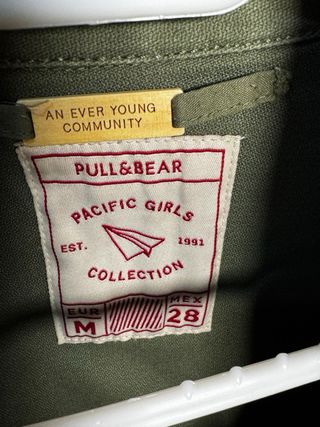 AN EVER YOUNG
COMMUNITY
PULL&BEAR
PACIFIC GIRLS
EST. 1991
COLLECTION
EUR MEX
M 28